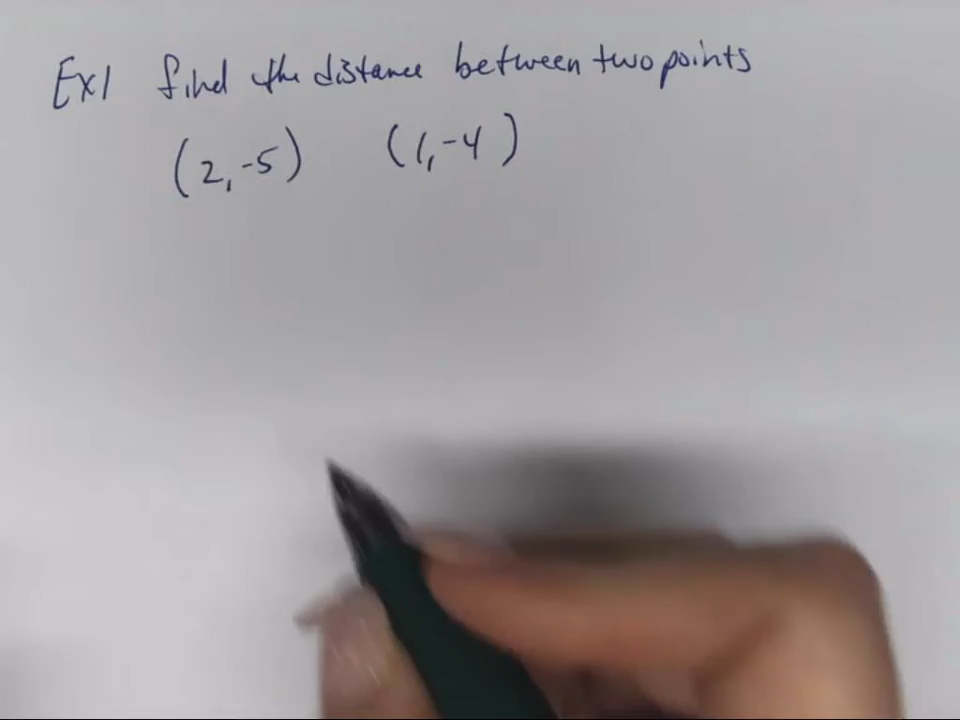 Ex1 find the distance between two points
(2,-5) (1,-4)